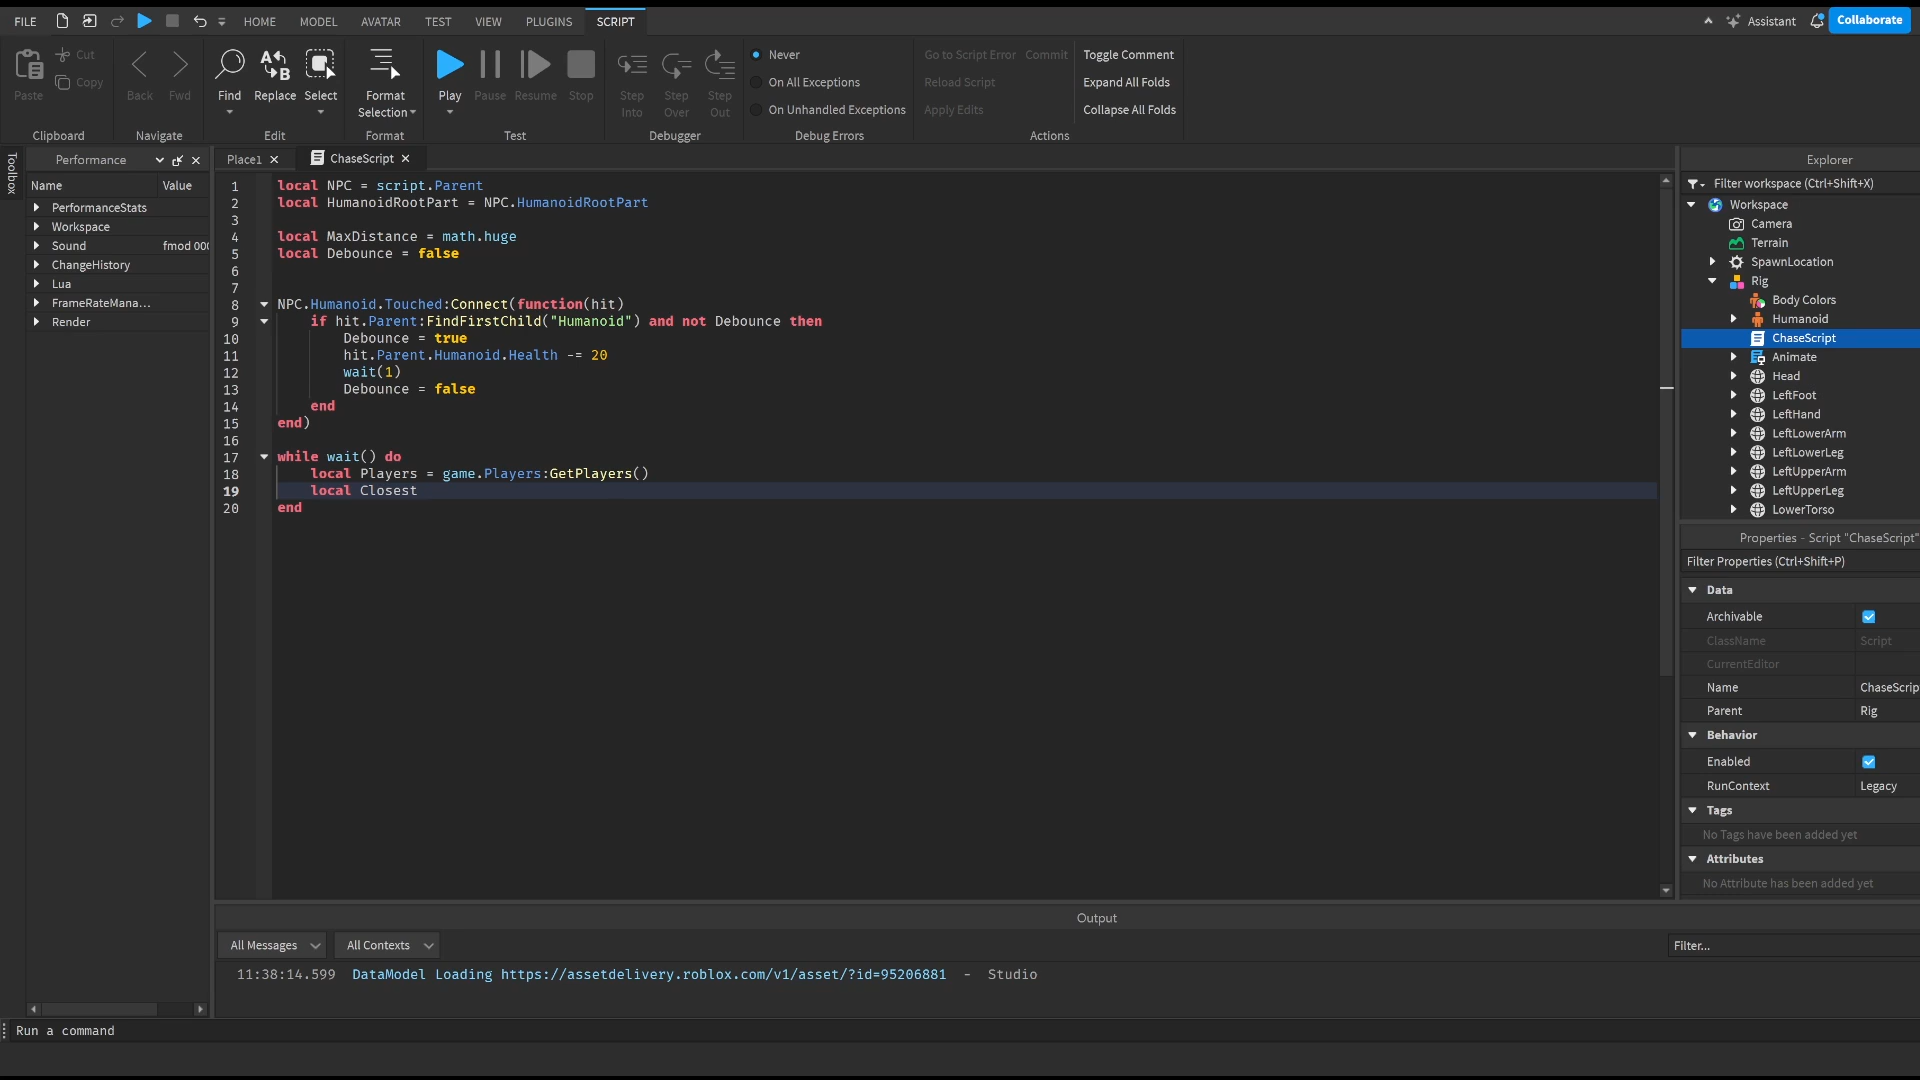 FILE HOME MODEL AVATAR TEST VIEW PLUGINS SCRIPT Assistant Collaborate
Paste Cut Copy
Clipboard
Back Fwd
Navigate
Find Replace Select
Edit
Format Selection
Format
Play Pause Resume Stop
Test
Step Into Step Over Step Out
Debugger
Never
On All Exceptions
On Unhandled Exceptions
Debug Errors
Go to Script Error Commit Toggle Comment
Reload Script Expand All Folds
Apply Edits Collapse All Folds
Actions
Toolbox
Performance
Name Value
PerformanceStats
Workspace
Sound fmod 000
ChangeHistory
Lua
FrameRateMana...
Render
Place1 ChaseScript
1 local NPC = script.Parent
2 local HumanoidRootPart = NPC.HumanoidRootPart
3
4 local MaxDistance = math.huge
5 local Debounce = false
6
7
8 NPC.Humanoid.Touched:Connect(function(hit)
9 if hit.Parent:FindFirstChild("Humanoid") and not Debounce then
10 Debounce = true
11 hit.Parent.Humanoid.Health -= 20
12 wait(1)
13 Debounce = false
14 end
15 end)
16
17 while wait() do
18 local Players = game.Players:GetPlayers()
19 local Closest
20 end
Explorer
Filter workspace (Ctrl+Shift+X)
Workspace
Camera
Terrain
SpawnLocation
Rig
Body Colors
Humanoid
ChaseScript
Animate
Head
LeftFoot
LeftHand
LeftLowerArm
LeftLowerLeg
LeftUpperArm
LeftUpperLeg
LowerTorso
Properties - Script "ChaseScript"
Filter Properties (Ctrl+Shift+P)
Data
Archivable
ClassName Script
CurrentEditor
Name ChaseScrip
Parent Rig
Behavior
Enabled
RunContext Legacy
Tags
No Tags have been added yet
Attributes
No Attribute has been added yet
Output
All Messages All Contexts Filter...
11:38:14.599 DataModel Loading https://assetdelivery.roblox.com/v1/asset/?id=95206881 - Studio
Run a command